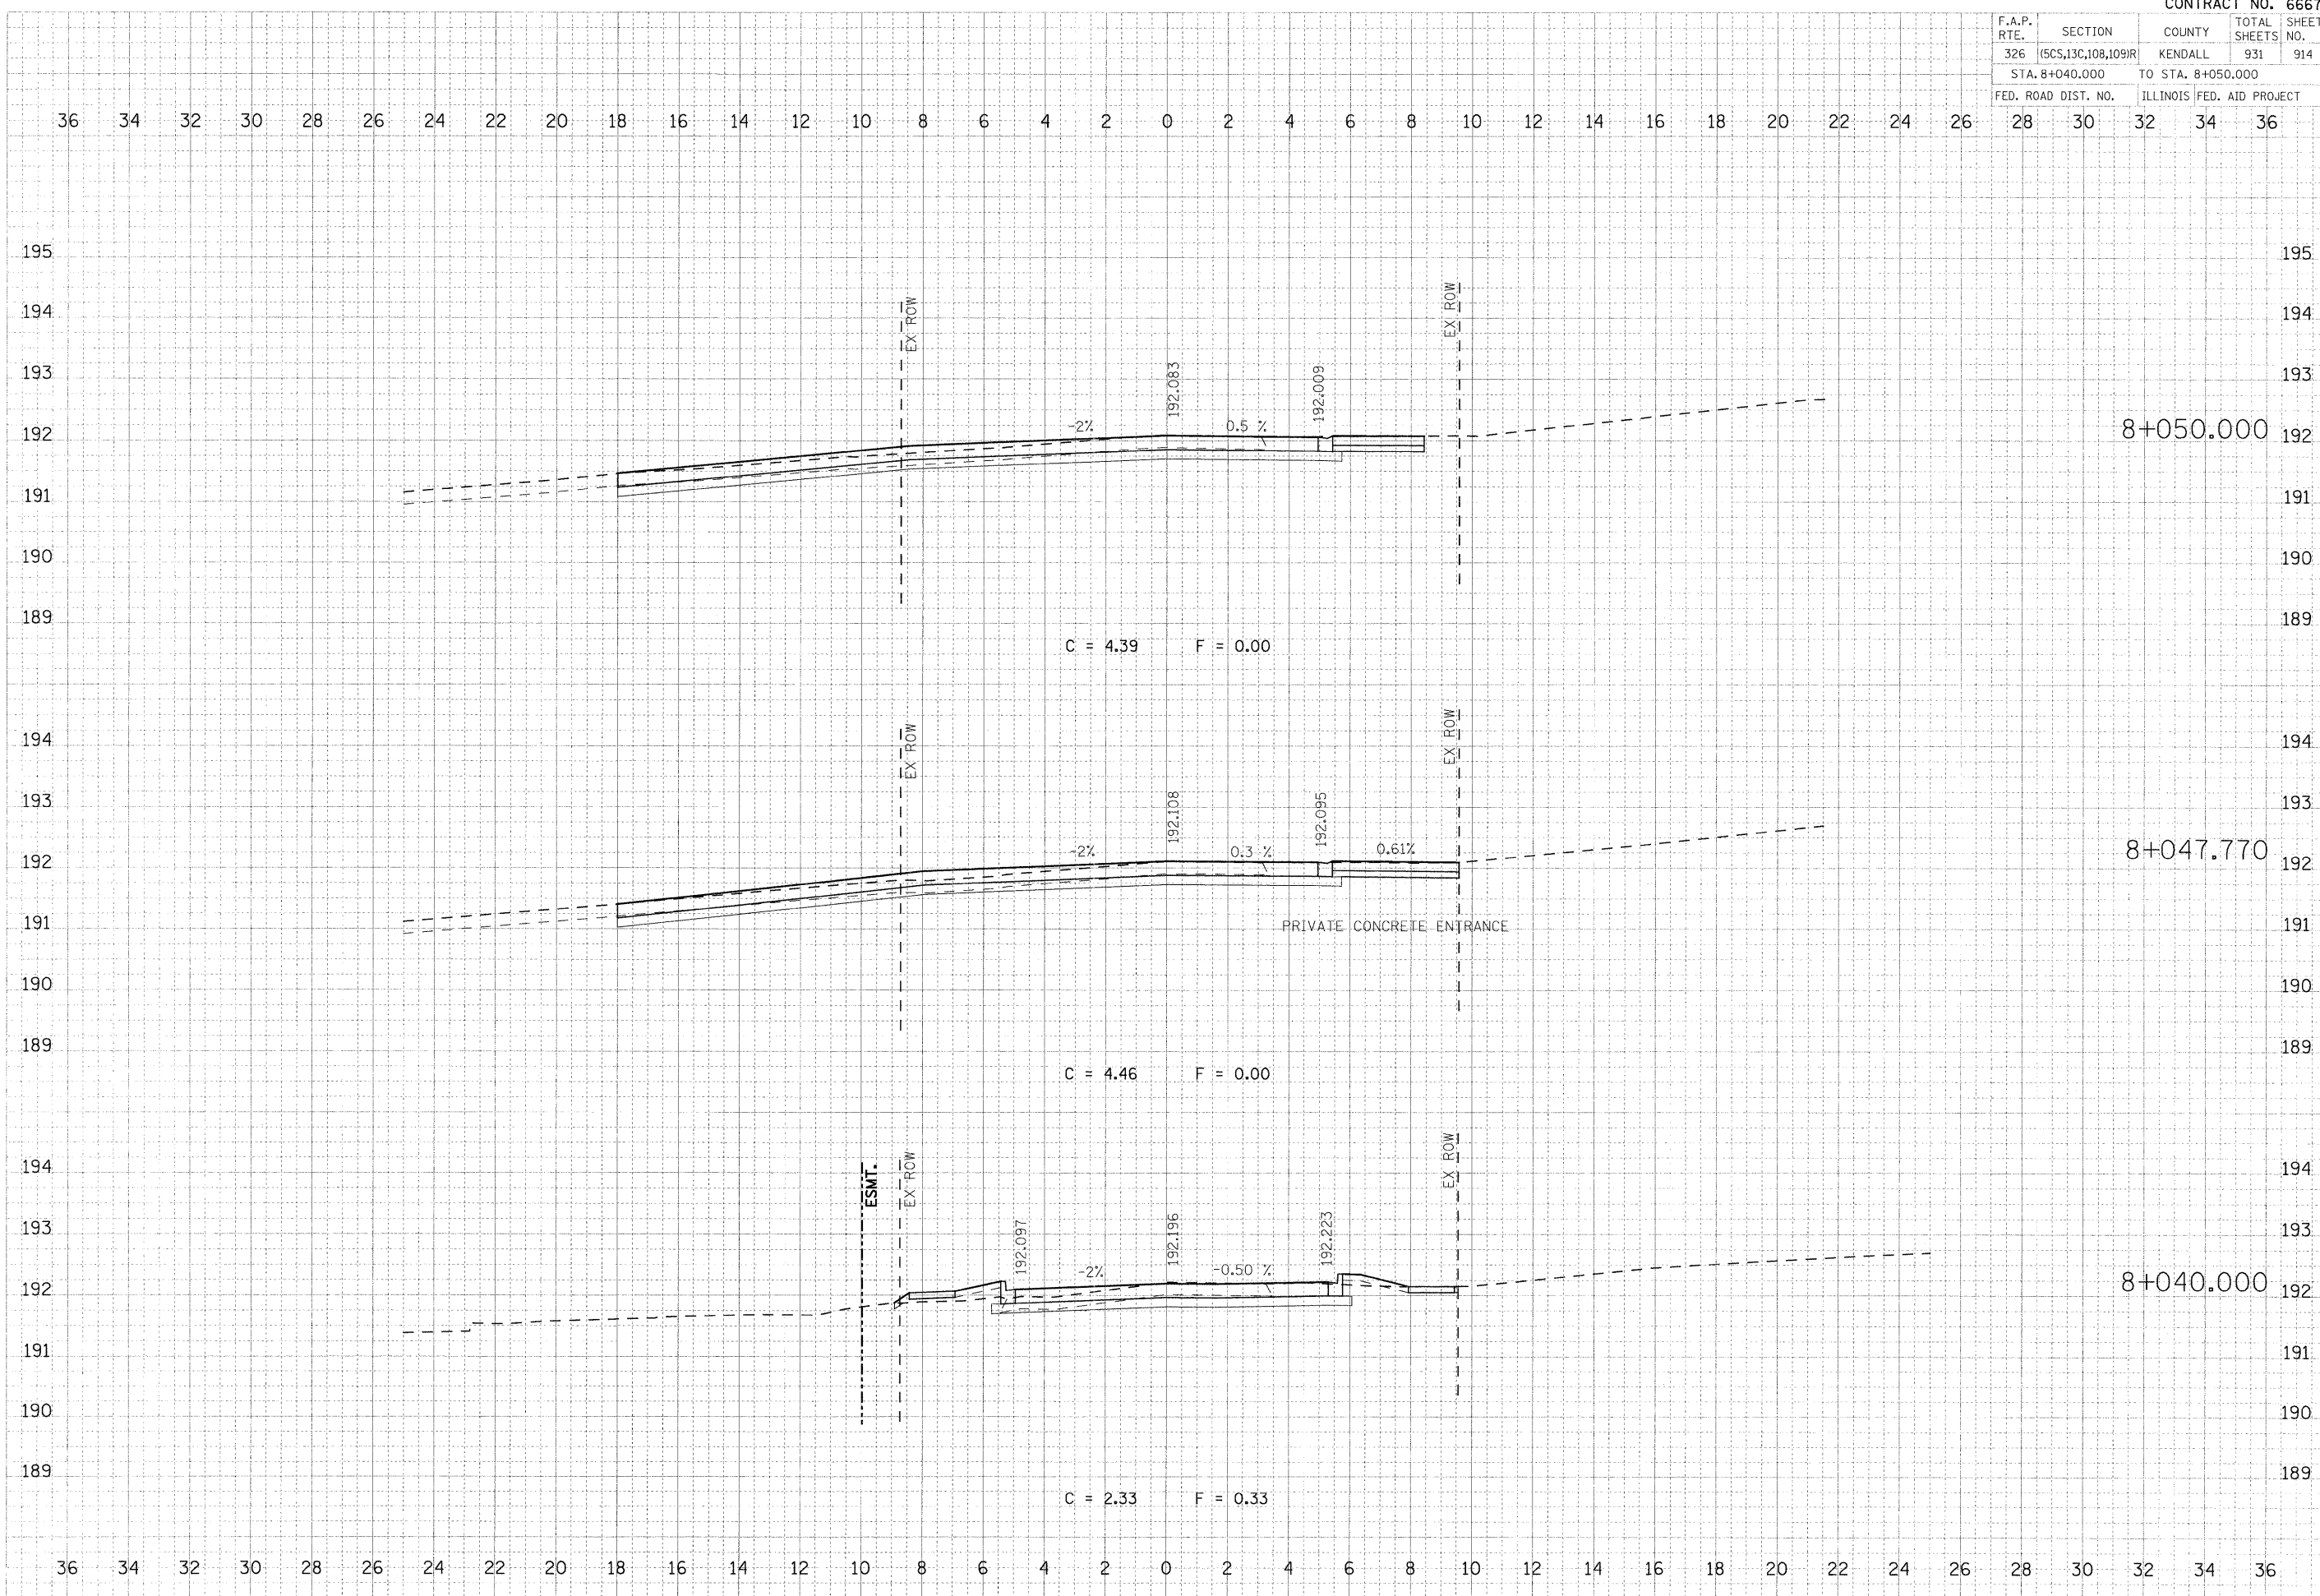 CONTRACT NO. 6667
F.A.P. RTE. SECTION COUNTY TOTAL SHEETS SHEET NO.
326 (5CS,13C,108,109)R KENDALL 931 914
STA. 8+040.000 TO STA. 8+050.000
FED. ROAD DIST. NO. ILLINOIS FED. AID PROJECT
36 34 32 30 28 26 24 22 20 18 16 14 12 10 8 6 4 2 0 2 4 6 8 10 12 14 16 18 20 22 24 26 28 30 32 34 36
195 195
194 EX ROW EX ROW 194
193 192.083 192.009 193
192 -2% 0.5 % 8+050.000 192
191 191
190 190
189 189
C = 4.39 F = 0.00
194 EX ROW EX ROW 194
193 192.108 192.095 193
192 -2% 0.3 % 0.61% 8+047.770 192
191 PRIVATE CONCRETE ENTRANCE 191
190 190
189 189
C = 4.46 F = 0.00
194 ESMT. EX ROW EX ROW 194
193 192.097 192.196 192.223 193
192 -2% -0.50 % 8+040.000 192
191 191
190 190
189 189
C = 2.33 F = 0.33
36 34 32 30 28 26 24 22 20 18 16 14 12 10 8 6 4 2 0 2 4 6 8 10 12 14 16 18 20 22 24 26 28 30 32 34 36